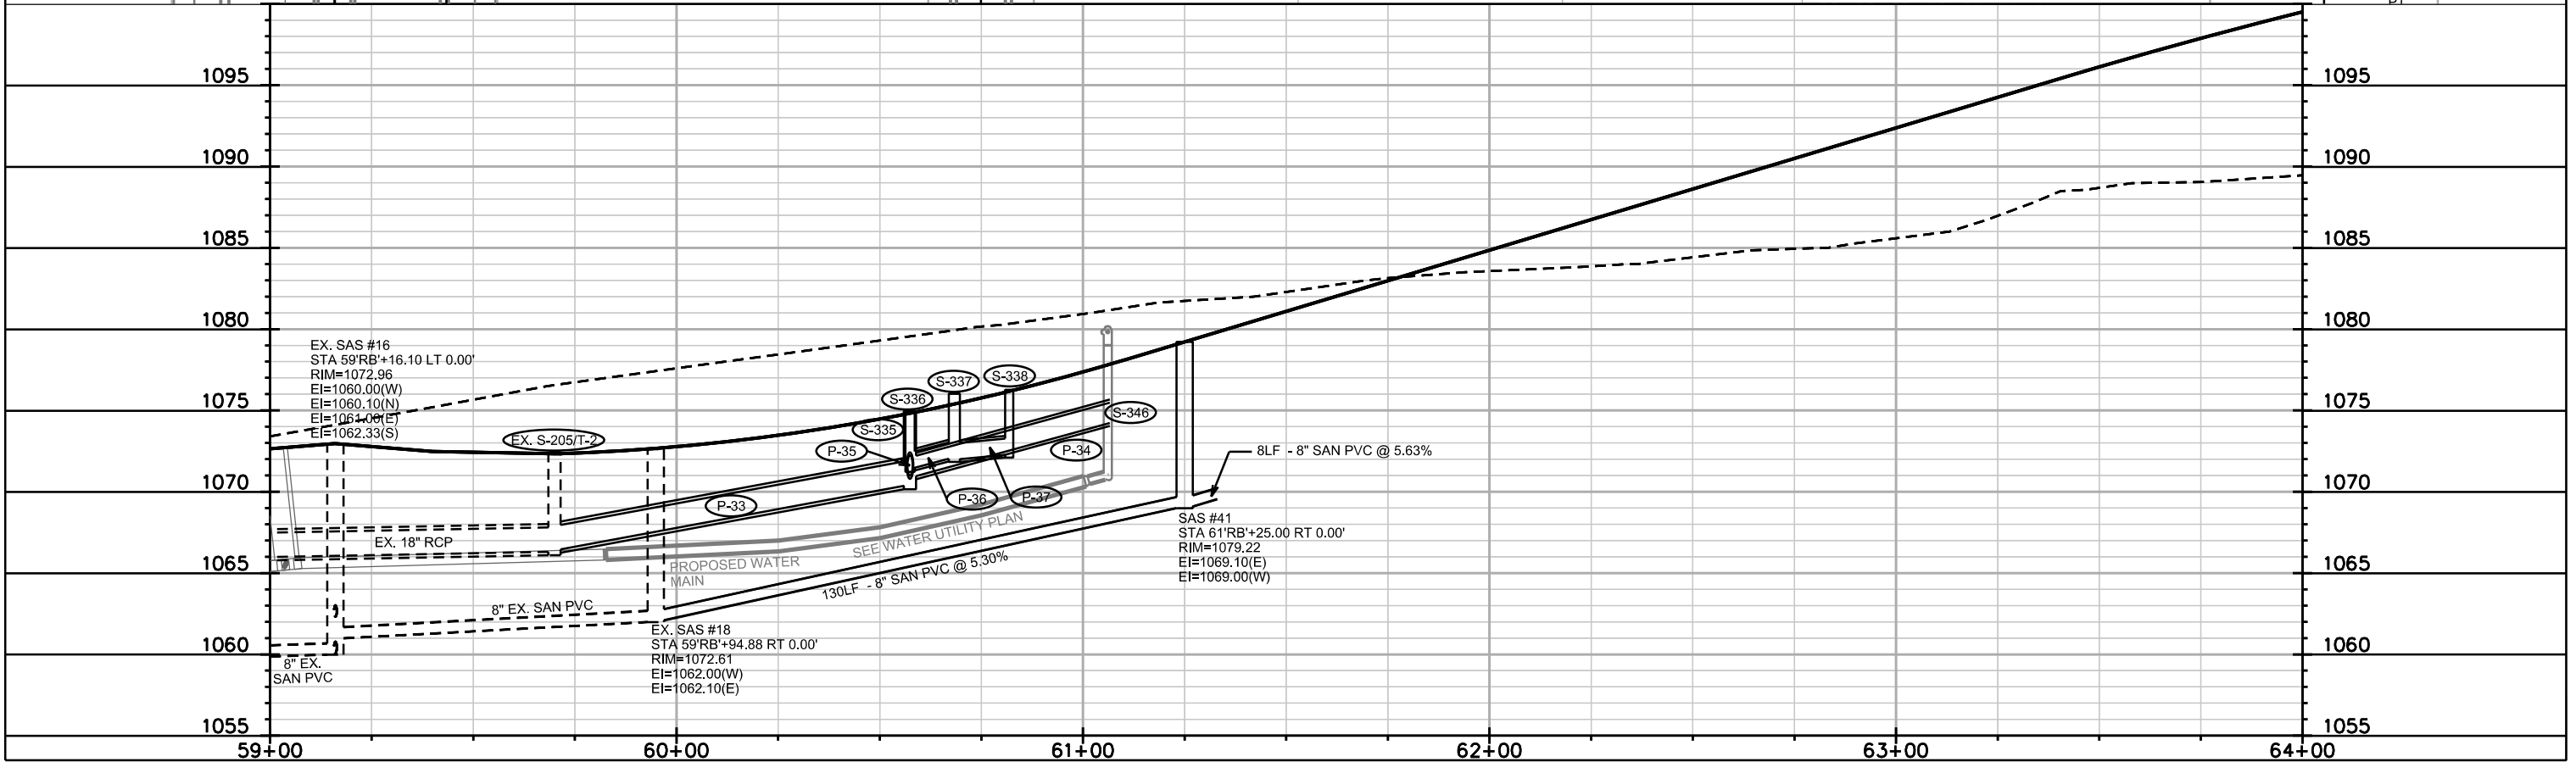 1095 1095
1090 1090
1085 1085
1080 1080
EX. SAS #16
STA 59'RB'+16.10 LT 0.00'
RIM=1072.96
EI=1060.00(W)
EI=1060.10(N)
EI=1061.00(E)
EI=1062.33(S)
1075 1075
S-337
S-338
S-336
S-346
S-335
EX. S-205/T-2
P-35
P-34
8LF - 8" SAN PVC @ 5.63%
1070 1070
P-33
P-36
P-37
EX. 18" RCP
SEE WATER UTILITY PLAN
PROPOSED WATER
MAIN
SAS #41
STA 61'RB'+25.00 RT 0.00'
RIM=1079.22
EI=1069.10(E)
EI=1069.00(W)
1065 1065
130LF - 8" SAN PVC @ 5.30%
8" EX. SAN PVC
1060 1060
8" EX.
SAN PVC
EX. SAS #18
STA 59'RB'+94.88 RT 0.00'
RIM=1072.61
EI=1062.00(W)
EI=1062.10(E)
1055 1055
59+00 60+00 61+00 62+00 63+00 64+00